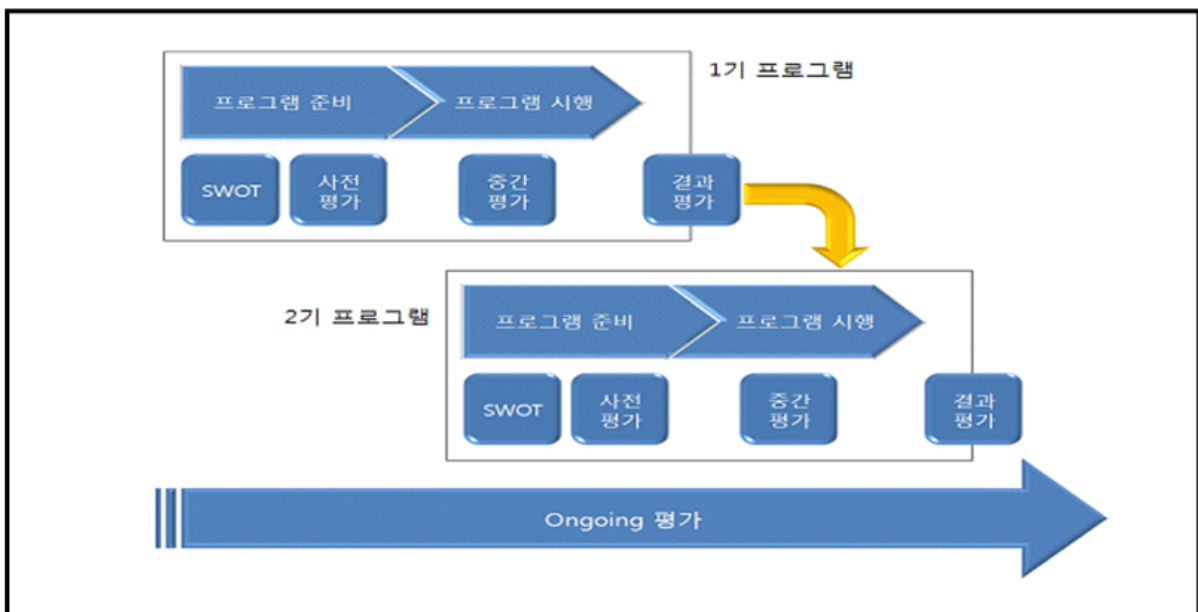 1기 프로그램
프로그램 준비
프로그램 시행
SWOT
사전
평가
중간
평가
결과
평가
2기 프로그램
프로그램 준비
프로그램 시행
SWOT
사전
평가
중간
평가
결과
평가
Ongoing 평가